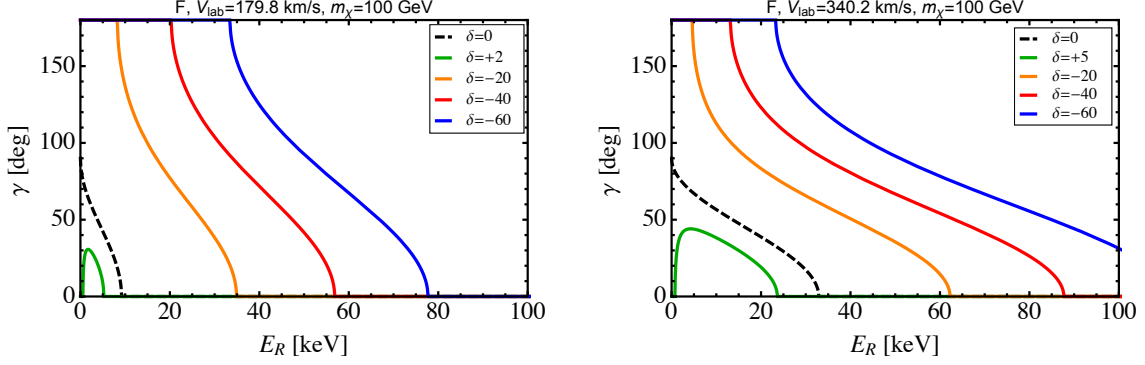 F, V_lab=179.8 km/s, m_χ=100 GeV
γ [deg]
150
100
50
0
δ=0
δ=+2
δ=−20
δ=−40
δ=−60
0 20 40 60 80 100
E_R [keV]
F, V_lab=340.2 km/s, m_χ=100 GeV
γ [deg]
150
100
50
0
δ=0
δ=+5
δ=−20
δ=−40
δ=−60
0 20 40 60 80 100
E_R [keV]